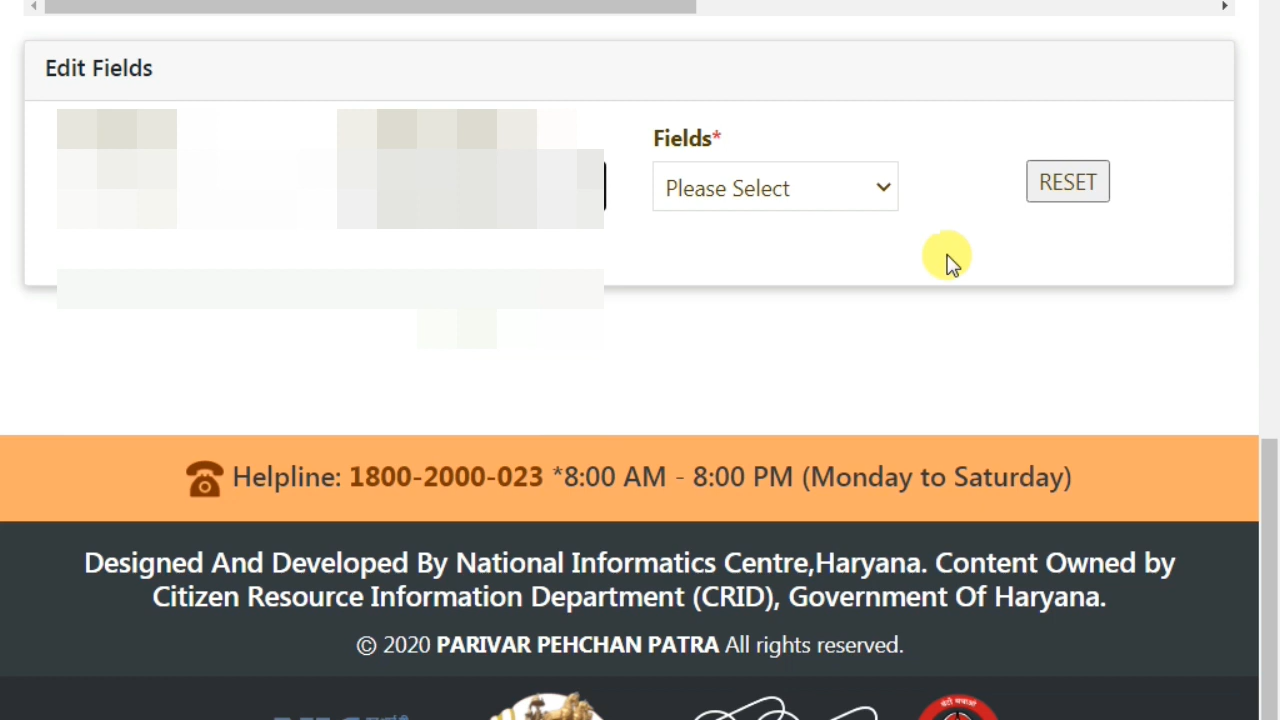 Edit Fields
Fields*
Please Select
RESET
Helpline: 1800-2000-023 *8:00 AM - 8:00 PM (Monday to Saturday)
Designed And Developed By National Informatics Centre,Haryana. Content Owned by
Citizen Resource Information Department (CRID), Government Of Haryana.
© 2020 PARIVAR PEHCHAN PATRA All rights reserved.